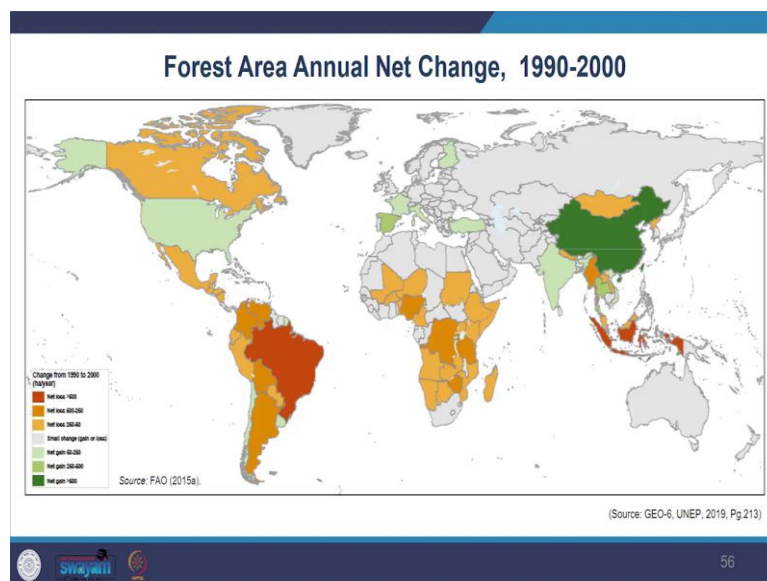 Forest Area Annual Net Change, 1990-2000
Change from 1990 to 2000
(ha/year)
Net loss >500
Net loss 500-250
Net loss 250-50
Small change (gain or loss)
Net gain 50-250
Net gain 250-500
Net gain >500
Source: FAO (2015a).
(Source: GEO-6, UNEP, 2019, Pg.213)
swayam
56